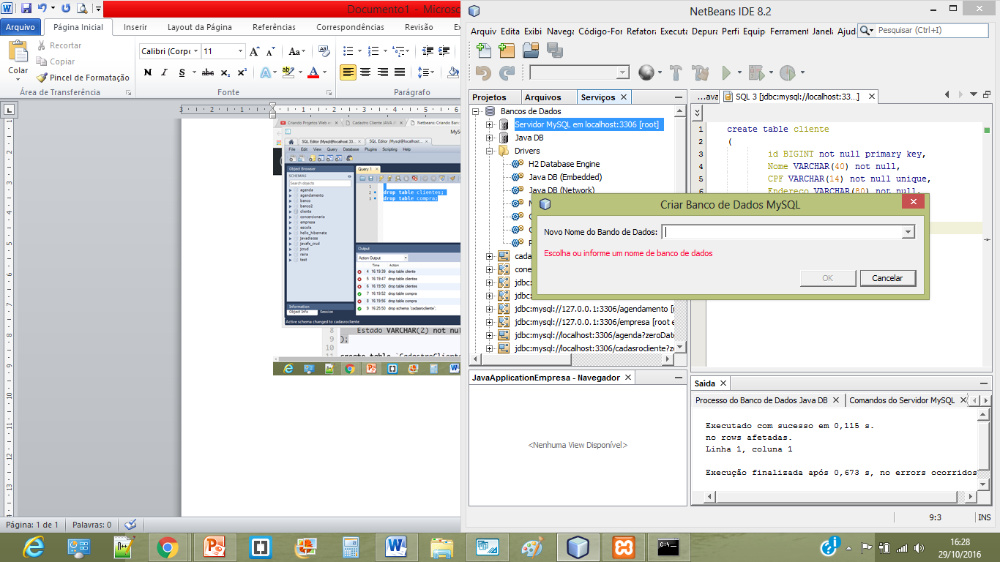 Documento1 - Micros
Arquivo
Página Inicial
Inserir
Layout da Página
Referências
Correspondências
Revisão
Ex
Colar
Recortar
Copiar
Pincel de Formatação
Área de Transferência
Calibri (Corpo
11
N I S abc x₂ x²
Fonte
Parágrafo
Criando Projetos Web e
Cadastro Cliente JAVA
Netbeans: Criando Ban
SQL Editor (Mysql@localhost:33...
SQL Editor (Mysql@localhost:...
File Edit View Query Database Plugins Scripting Help
Object Browser
SCHEMAS
Search objects
agenda
agendamento
banco
banco2
cliente
concercionaria
empresa
escola
hello_hibernate
javadiscos
javafx_crud
jcrud
raira
test
Query 1
1
2 drop table clientes;
3 drop table compra;
Output
Action Output
Time Action
4 16:19:39 drop table cliente
5 16:19:47 drop table clientes
6 16:19:50 drop table clientes
7 16:19:52 drop table compra
8 16:19:56 drop table compra
9 16:25:50 drop schema `cadasrocliente`;
Information
Object Info Session
Active schema changed to cadasrocliente
8 Estado VARCHAR(2) not nul
9 );
10
Página: 1 de 1
Palavras: 0
NetBeans IDE 8.2
Arquiv Edita Exibi Navega Código-For Refatora Executa Depura Perfi Equip Ferrament Janela Ajud
Pesquisar (Ctrl+I)
Projetos
Arquivos
Serviços
Bancos de Dados
Servidor MySQL em localhost:3306 [root]
Java DB
Drivers
H2 Database Engine
Java DB (Embedded)
Java DB (Network)
cada
cone
jdbc:
jdbc:
jdbc:mysql://127.0.0.1:3306/agendamento [r
jdbc:mysql://127.0.0.1:3306/empresa [root e
jdbc:mysql://localhost:3306/agenda?zeroDat
jdbc:mysql://localhost:3306/cadasrocliente?ze
...ava
SQL 3 [jdbc:mysql://localhost:33...]
1 create table cliente
2 (
3 id BIGINT not null primary key,
4 Nome VARCHAR(40) not null,
5 CPF VARCHAR(14) not null unique,
6 Endereco VARCHAR(80) not null,
Criar Banco de Dados MySQL
Novo Nome do Bando de Dados:
Escolha ou informe um nome de banco de dados
OK
Cancelar
JavaApplicationEmpresa - Navegador
<Nenhuma View Disponível>
Saída
Processo do Banco de Dados Java DB
Comandos do Servidor MySQL
Executado com sucesso em 0,115 s.
no rows afetadas.
Linha 1, coluna 1
Execução finalizada após 0,673 s, no errors ocorridos
9:3
INS
16:28
29/10/2016